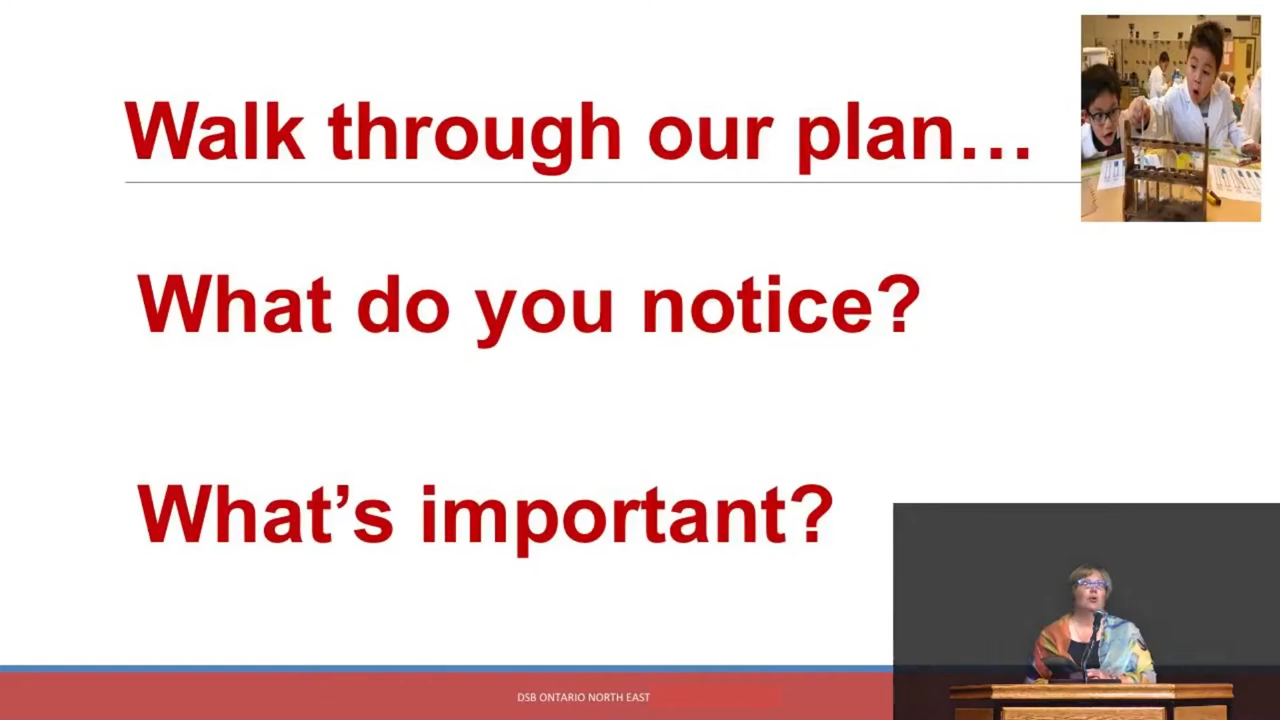 Walk through our plan…
What do you notice?
What's important?
DSB ONTARIO NORTH EAST